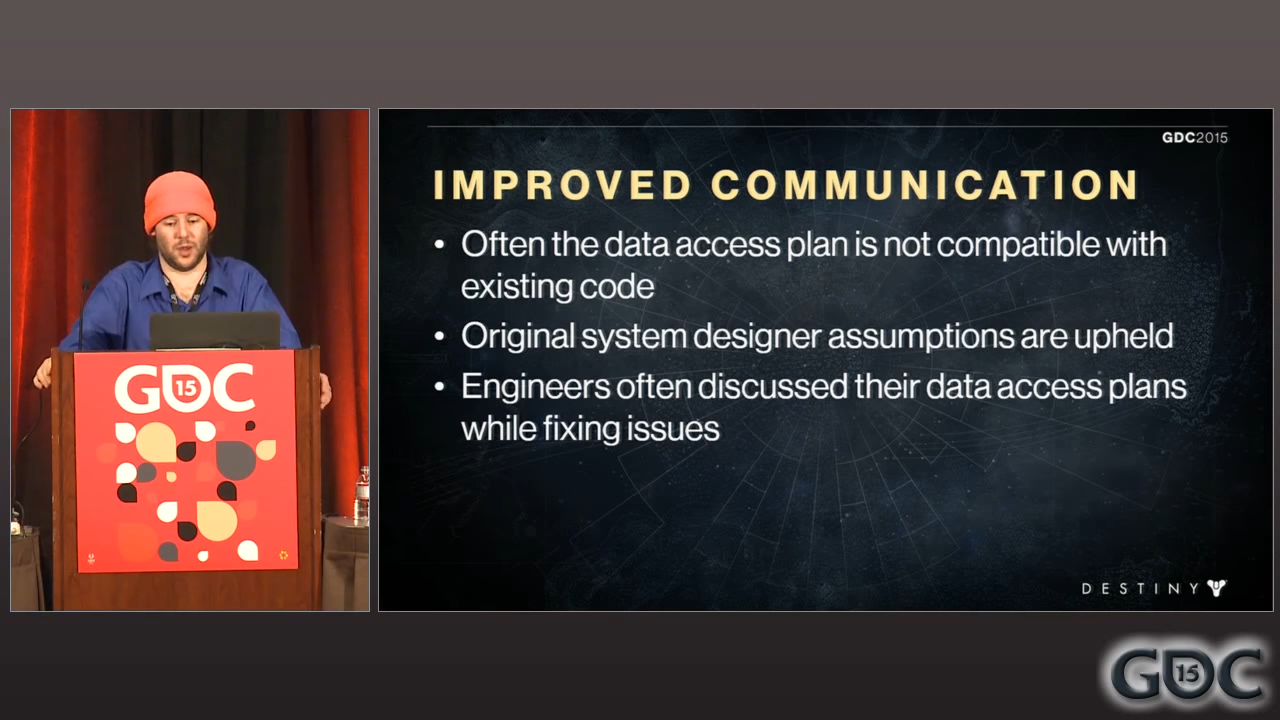 GDC2015
IMPROVED COMMUNICATION
• Often the data access plan is not compatible with
existing code
• Original system designer assumptions are upheld
• Engineers often discussed their data access plans
while fixing issues
DESTINY
GDC
15
GDC
15